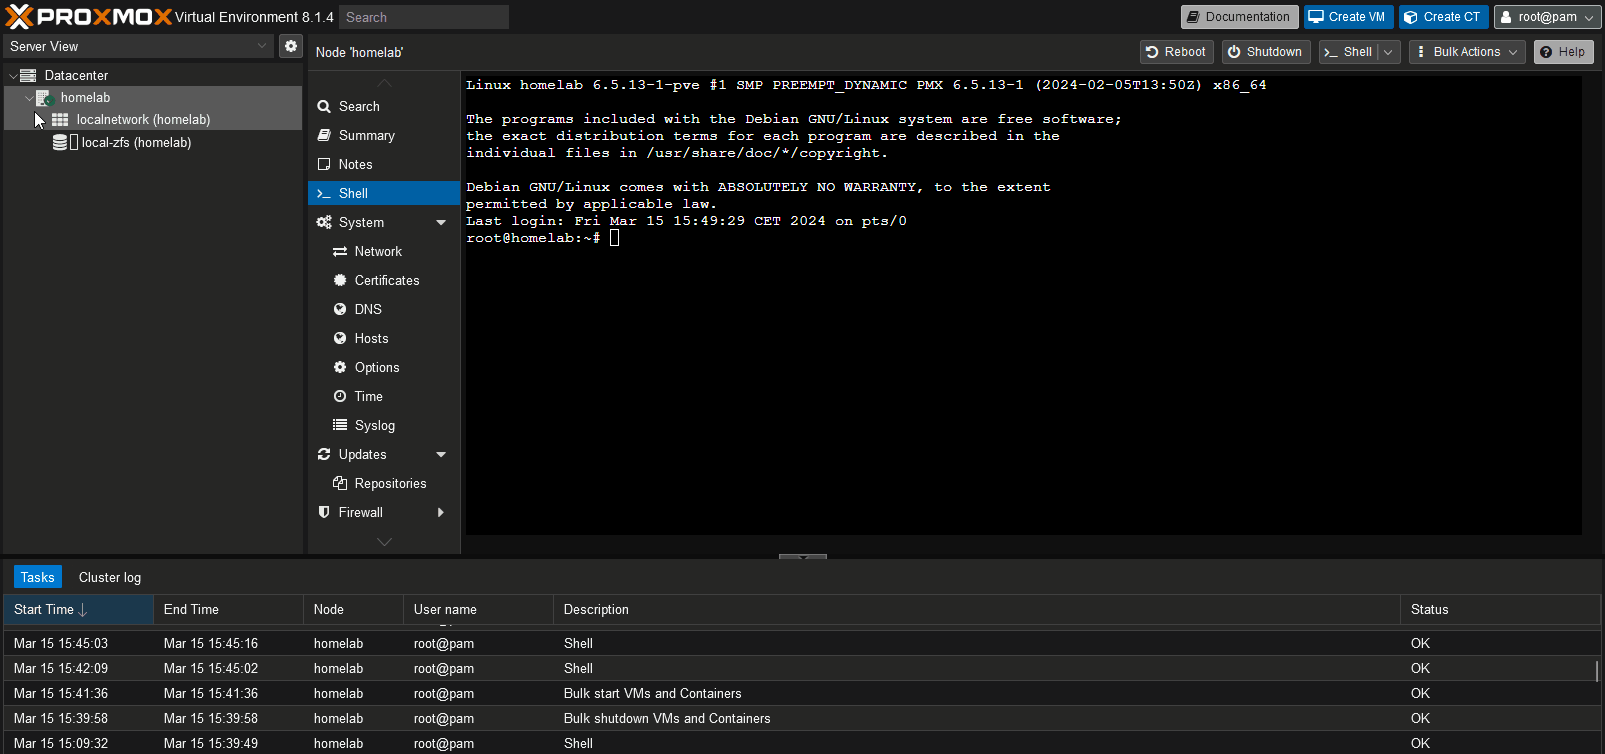 PROXMOX Virtual Environment 8.1.4 Search Documentation Create VM Create CT root@pam
Server View
Node 'homelab' Reboot Shutdown Shell Bulk Actions Help
Datacenter
homelab
localnetwork (homelab)
local-zfs (homelab)
Search
Summary
Notes
Shell
System
Network
Certificates
DNS
Hosts
Options
Time
Syslog
Updates
Repositories
Firewall
Linux homelab 6.5.13-1-pve #1 SMP PREEMPT_DYNAMIC PMX 6.5.13-1 (2024-02-05T13:50Z) x86_64
The programs included with the Debian GNU/Linux system are free software;
the exact distribution terms for each program are described in the
individual files in /usr/share/doc/*/copyright.
Debian GNU/Linux comes with ABSOLUTELY NO WARRANTY, to the extent
permitted by applicable law.
Last login: Fri Mar 15 15:49:29 CET 2024 on pts/0
root@homelab:~#
Tasks Cluster log
Start Time End Time Node User name Description Status
Mar 15 15:45:03 Mar 15 15:45:16 homelab root@pam Shell OK
Mar 15 15:42:09 Mar 15 15:45:02 homelab root@pam Shell OK
Mar 15 15:41:36 Mar 15 15:41:36 homelab root@pam Bulk start VMs and Containers OK
Mar 15 15:39:58 Mar 15 15:39:58 homelab root@pam Bulk shutdown VMs and Containers OK
Mar 15 15:09:32 Mar 15 15:39:49 homelab root@pam Shell OK